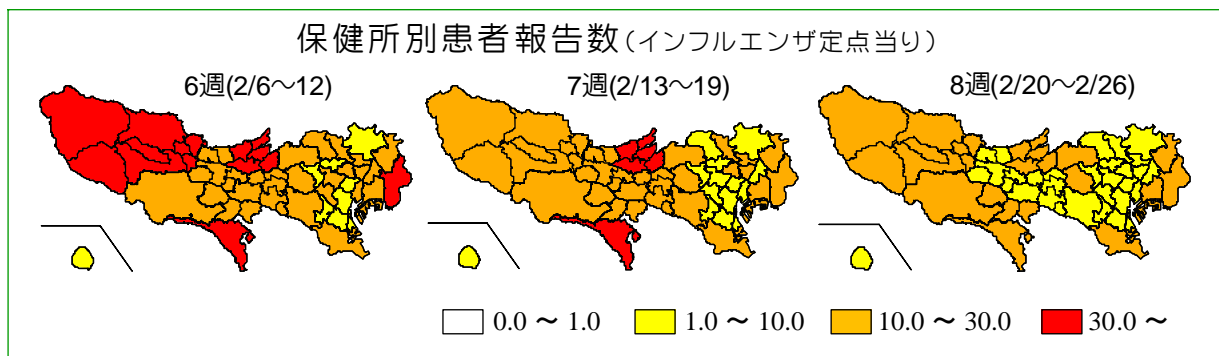 保健所別患者報告数(インフルエンザ定点当り)
6週(2/6～12)
7週(2/13～19)
8週(2/20～2/26)
0.0 ～ 1.0
1.0 ～ 10.0
10.0 ～ 30.0
30.0 ～